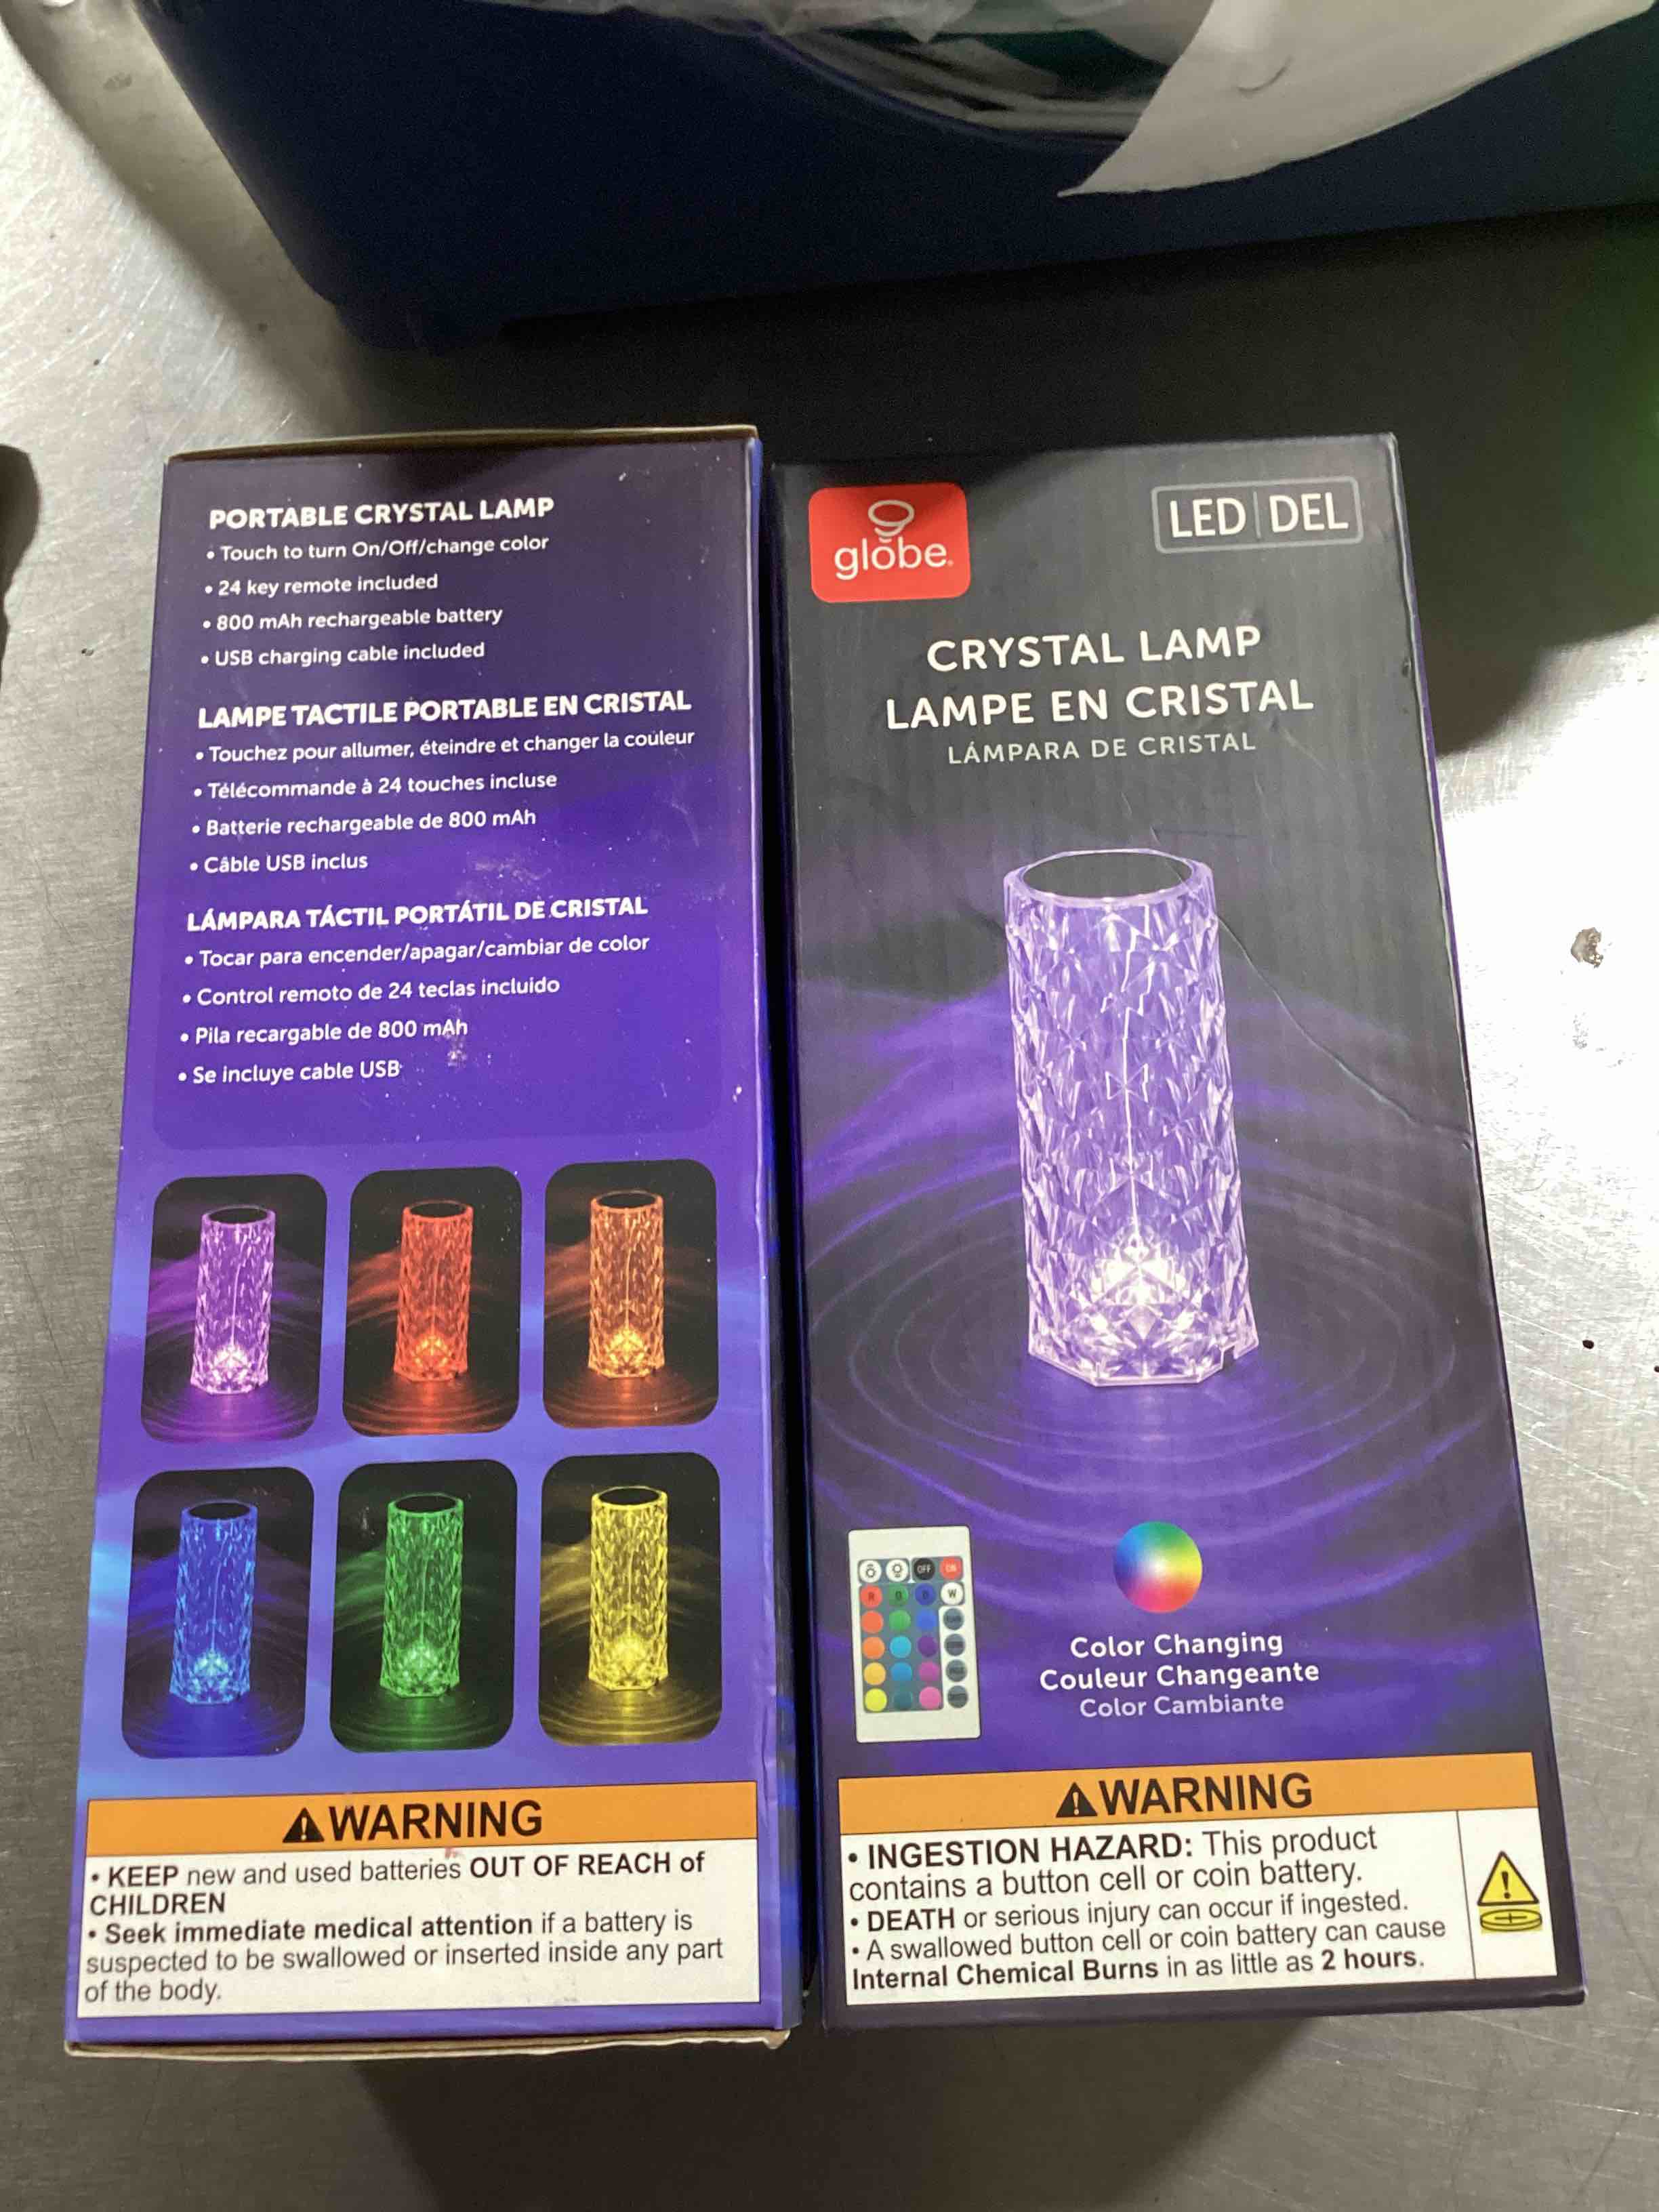 PORTABLE CRYSTAL LAMP
• Touch to turn On/Off/change color
• 24 key remote included
• 800 mAh rechargeable battery
• USB charging cable included
LAMPE TACTILE PORTABLE EN CRISTAL
• Touchez pour allumer, éteindre et changer la couleur
• Télécommande à 24 touches incluse
• Batterie rechargeable de 800 mAh
• Câble USB inclus
LÁMPARA TÁCTIL PORTÁTIL DE CRISTAL
• Tocar para encender/apagar/cambiar de color
• Control remoto de 24 teclas incluido
• Pila recargable de 800 mAh
• Se incluye cable USB
⚠WARNING
• KEEP new and used batteries OUT OF REACH of
CHILDREN
• Seek immediate medical attention if a battery is
suspected to be swallowed or inserted inside any part
of the body.
globe®
LED | DEL
CRYSTAL LAMP
LAMPE EN CRISTAL
LÁMPARA DE CRISTAL
OFF ON
R G B W
Color Changing
Couleur Changeante
Color Cambiante
⚠WARNING
• INGESTION HAZARD: This product
contains a button cell or coin battery.
• DEATH or serious injury can occur if ingested.
• A swallowed button cell or coin battery can cause
Internal Chemical Burns in as little as 2 hours.